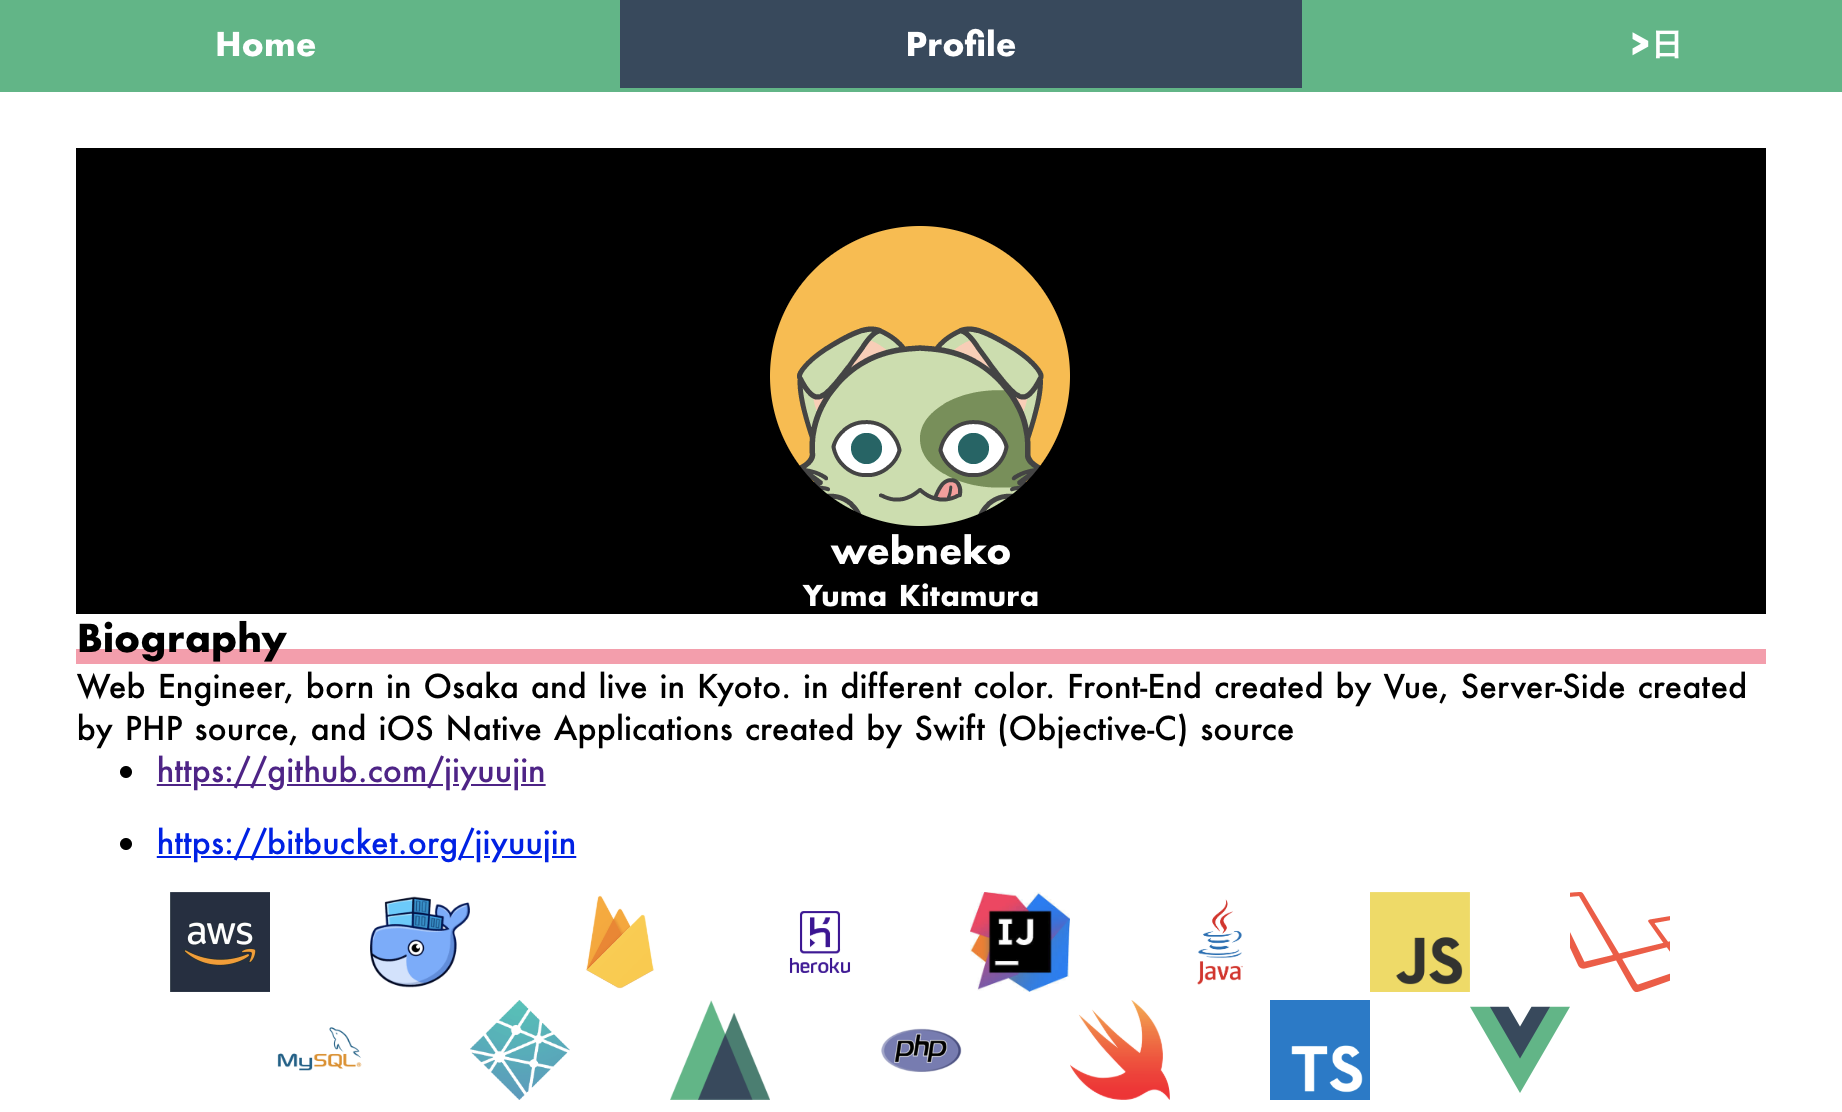 Home Profile >日
webneko
Yuma Kitamura
Biography
Web Engineer, born in Osaka and live in Kyoto. in different color. Front-End created by Vue, Server-Side created
by PHP source, and iOS Native Applications created by Swift (Objective-C) source
https://github.com/jiyuujin
https://bitbucket.org/jiyuujin
aws heroku IJ Java JS
MySQL php TS